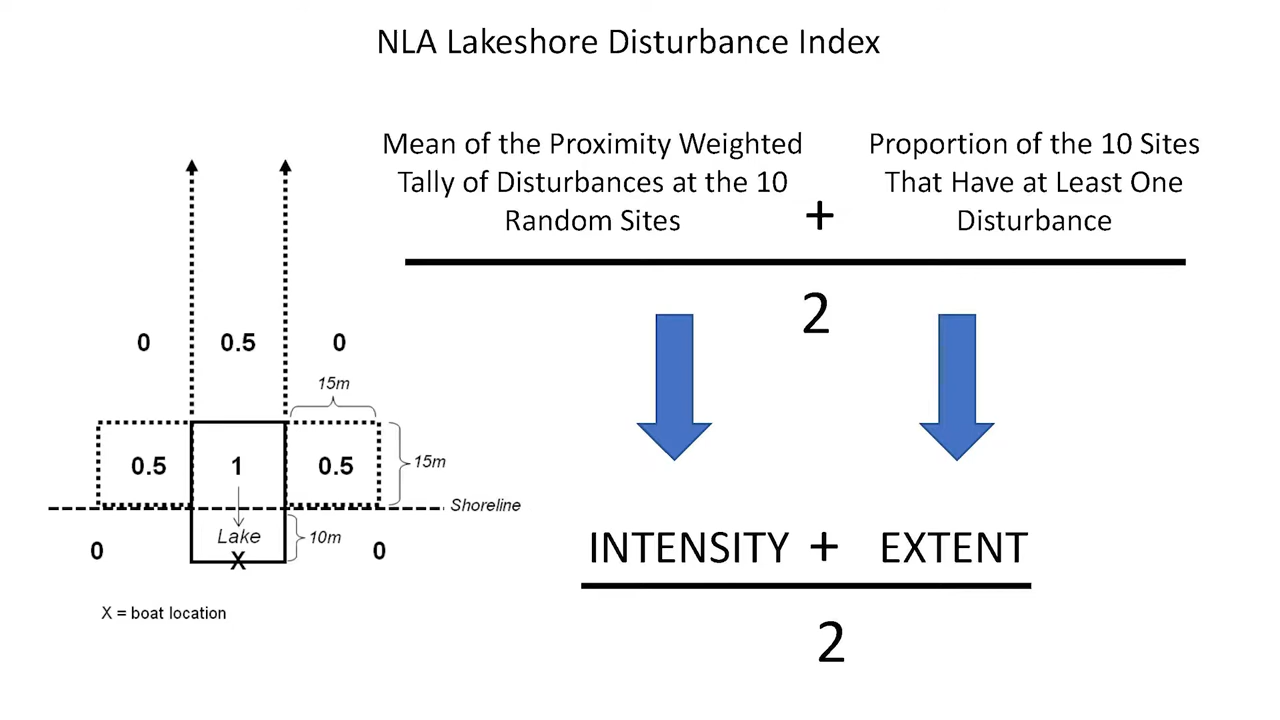 NLA Lakeshore Disturbance Index
Mean of the Proximity Weighted
Tally of Disturbances at the 10
Random Sites
+
Proportion of the 10 Sites
That Have at Least One
Disturbance
2
0
0.5
0
15m
0.5
1
0.5
15m
Shoreline
0
Lake
X
10m
0
X = boat location
INTENSITY + EXTENT
2